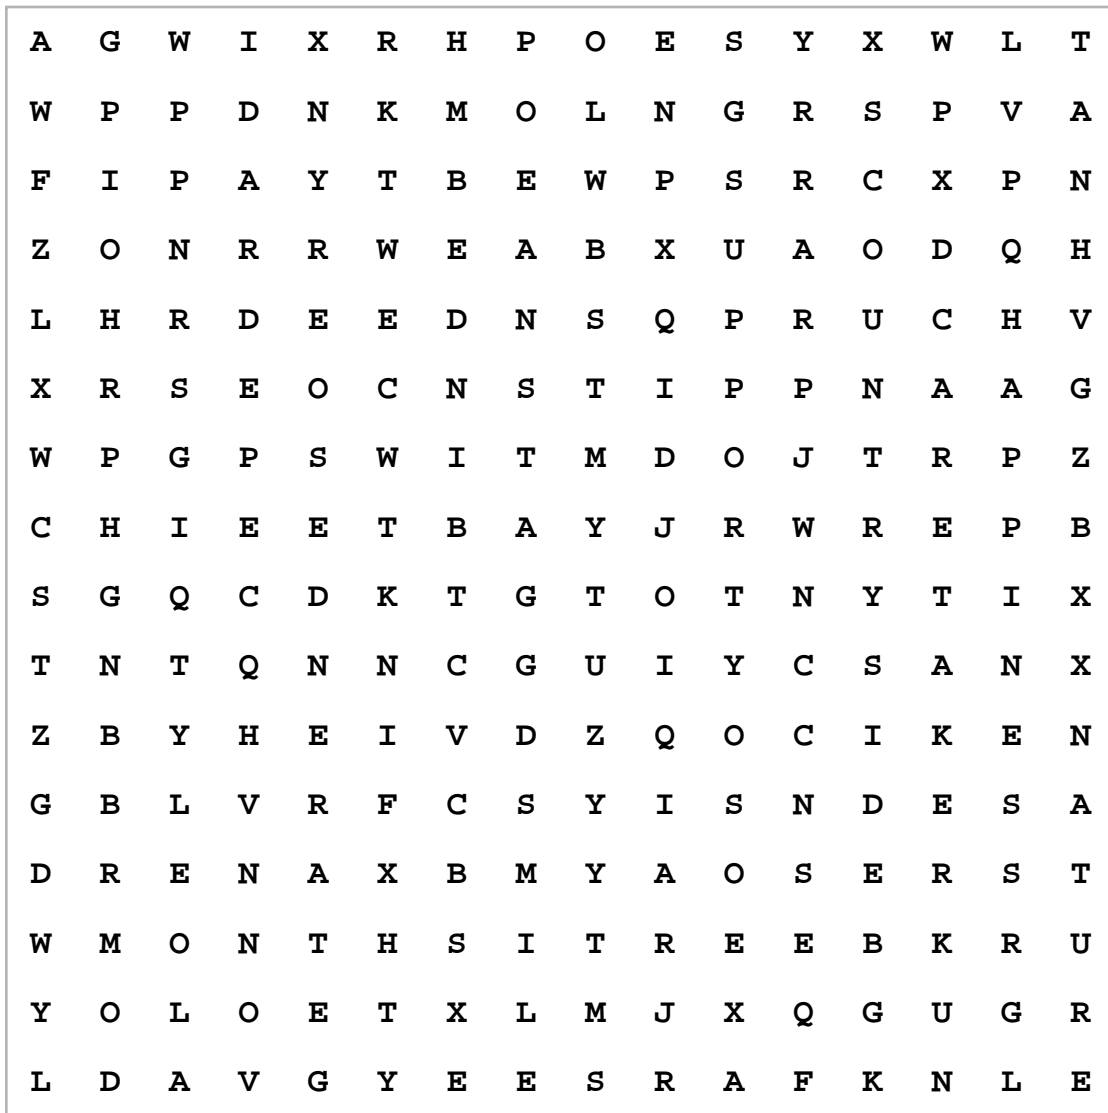 A G W I X R H P O E S Y X W L T
W P P D N K M O L N G R S P V A
F I P A Y T B E W P S R C X P N
Z O N R R W E A B X U A O D Q H
L H R D E E D N S Q P R U C H V
X R S E O C N S T I P P N A A G
W P G P S W I T M D O J T R P Z
C H I E E T B A Y J R W R E P B
S G Q C D K T G T O T N Y T I X
T N T Q N N C G U I Y C S A N X
Z B Y H E I V D Z Q O C I K E N
G B L V R F C S Y I S N D E S A
D R E N A X B M Y A O S E R S T
W M O N T H S I T R E E B K R U
Y O L O E T X L M J X Q G U G R
L D A V G Y E E S R A F K N L E